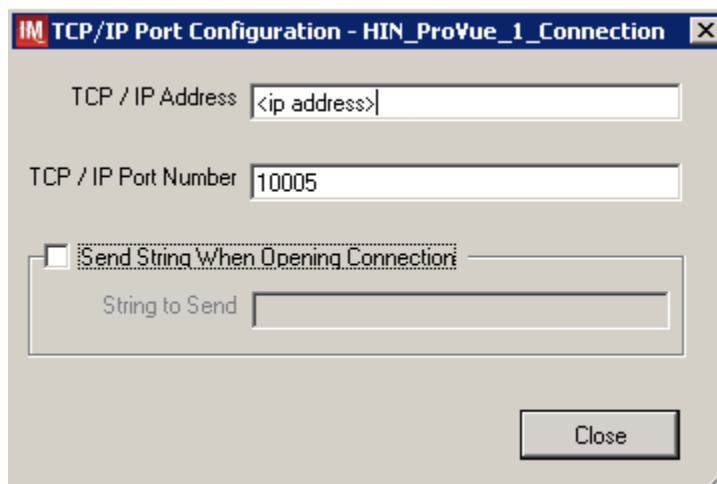 IM TCP/IP Port Configuration - HIN_ProVue_1_Connection
TCP / IP Address <ip address>
TCP / IP Port Number 10005
Send String When Opening Connection
String to Send
Close